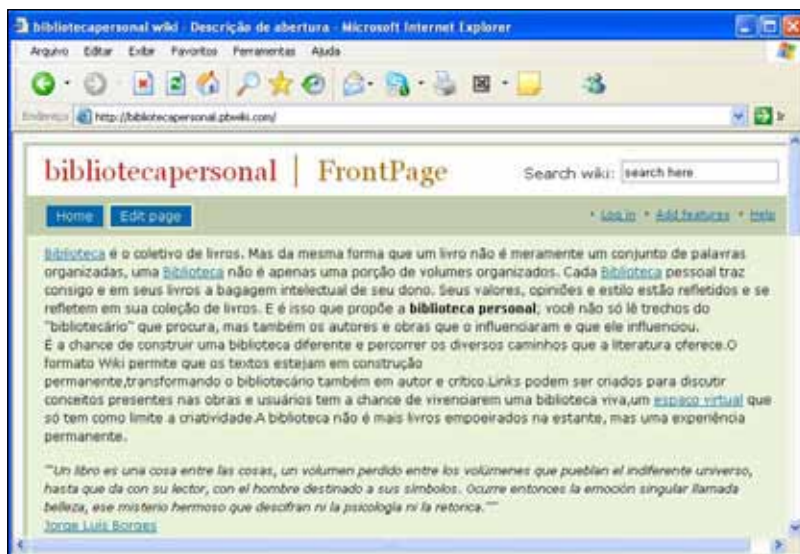 bibliotecapersonal wiki - Descrição de abertura - Microsoft Internet Explorer
Arquivo Editar Exibir Favoritos Ferramentas Ajuda
Endereço http://bibliotecapersonal.pbwiki.com/ Ir
bibliotecapersonal | FrontPage Search wiki: search here
Home Edit page • Log in • Add features • Help
Biblioteca é o coletivo de livros. Mas da mesma forma que um livro não é meramente um conjunto de palavras
organizadas, uma Biblioteca não é apenas uma porção de volumes organizados. Cada Biblioteca pessoal traz
consigo e em seus livros a bagagem intelectual de seu dono. Seus valores, opiniões e estilo estão refletidos e se
refletem em sua coleção de livros. E é isso que propõe a biblioteca personal; você não só lê trechos do
"bibliotecário" que procura, mas também os autores e obras que o influenciaram e que ele influenciou.
É a chance de construir uma biblioteca diferente e percorrer os diversos caminhos que a literatura oferece.O
formato Wiki permite que os textos estejam em construção
permanente,transformando o bibliotecário também em autor e crítico.Links podem ser criados para discutir
conceitos presentes nas obras e usuários tem a chance de vivenciarem uma biblioteca viva,um espaço virtual que
só tem como limite a criatividade.A biblioteca não é mais livros empoeirados na estante, mas uma experiência
permanente.
""Un libro es una cosa entre las cosas, un volumen perdido entre los volúmenes que pueblan el indiferente universo,
hasta que da con su lector, con el hombre destinado a sus símbolos. Ocurre entonces la emoción singular llamada
belleza, ese misterio hermoso que descifran ni la psicología ni la retorica.""
Jorge Luis Borges